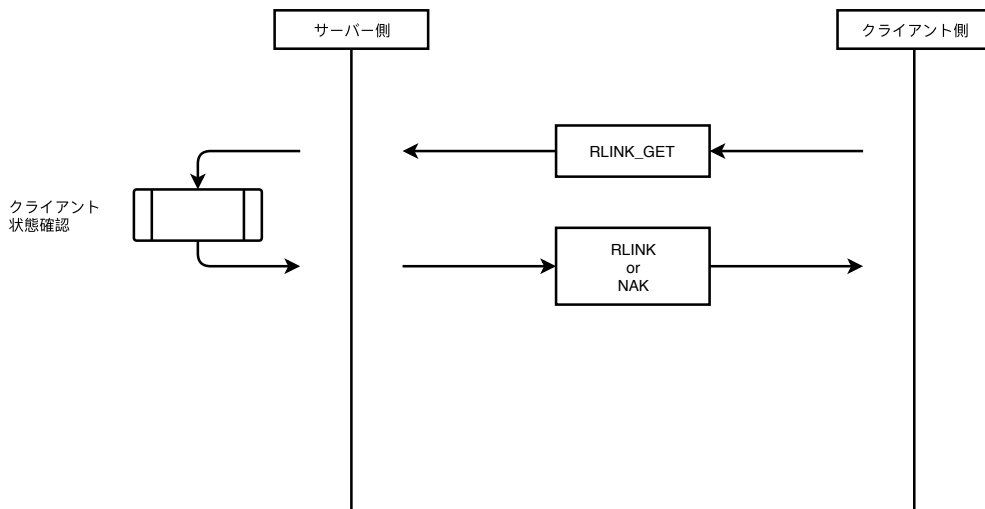 サーバー側
クライアント側
RLINK_GET
クライアント
状態確認
RLINK
or
NAK